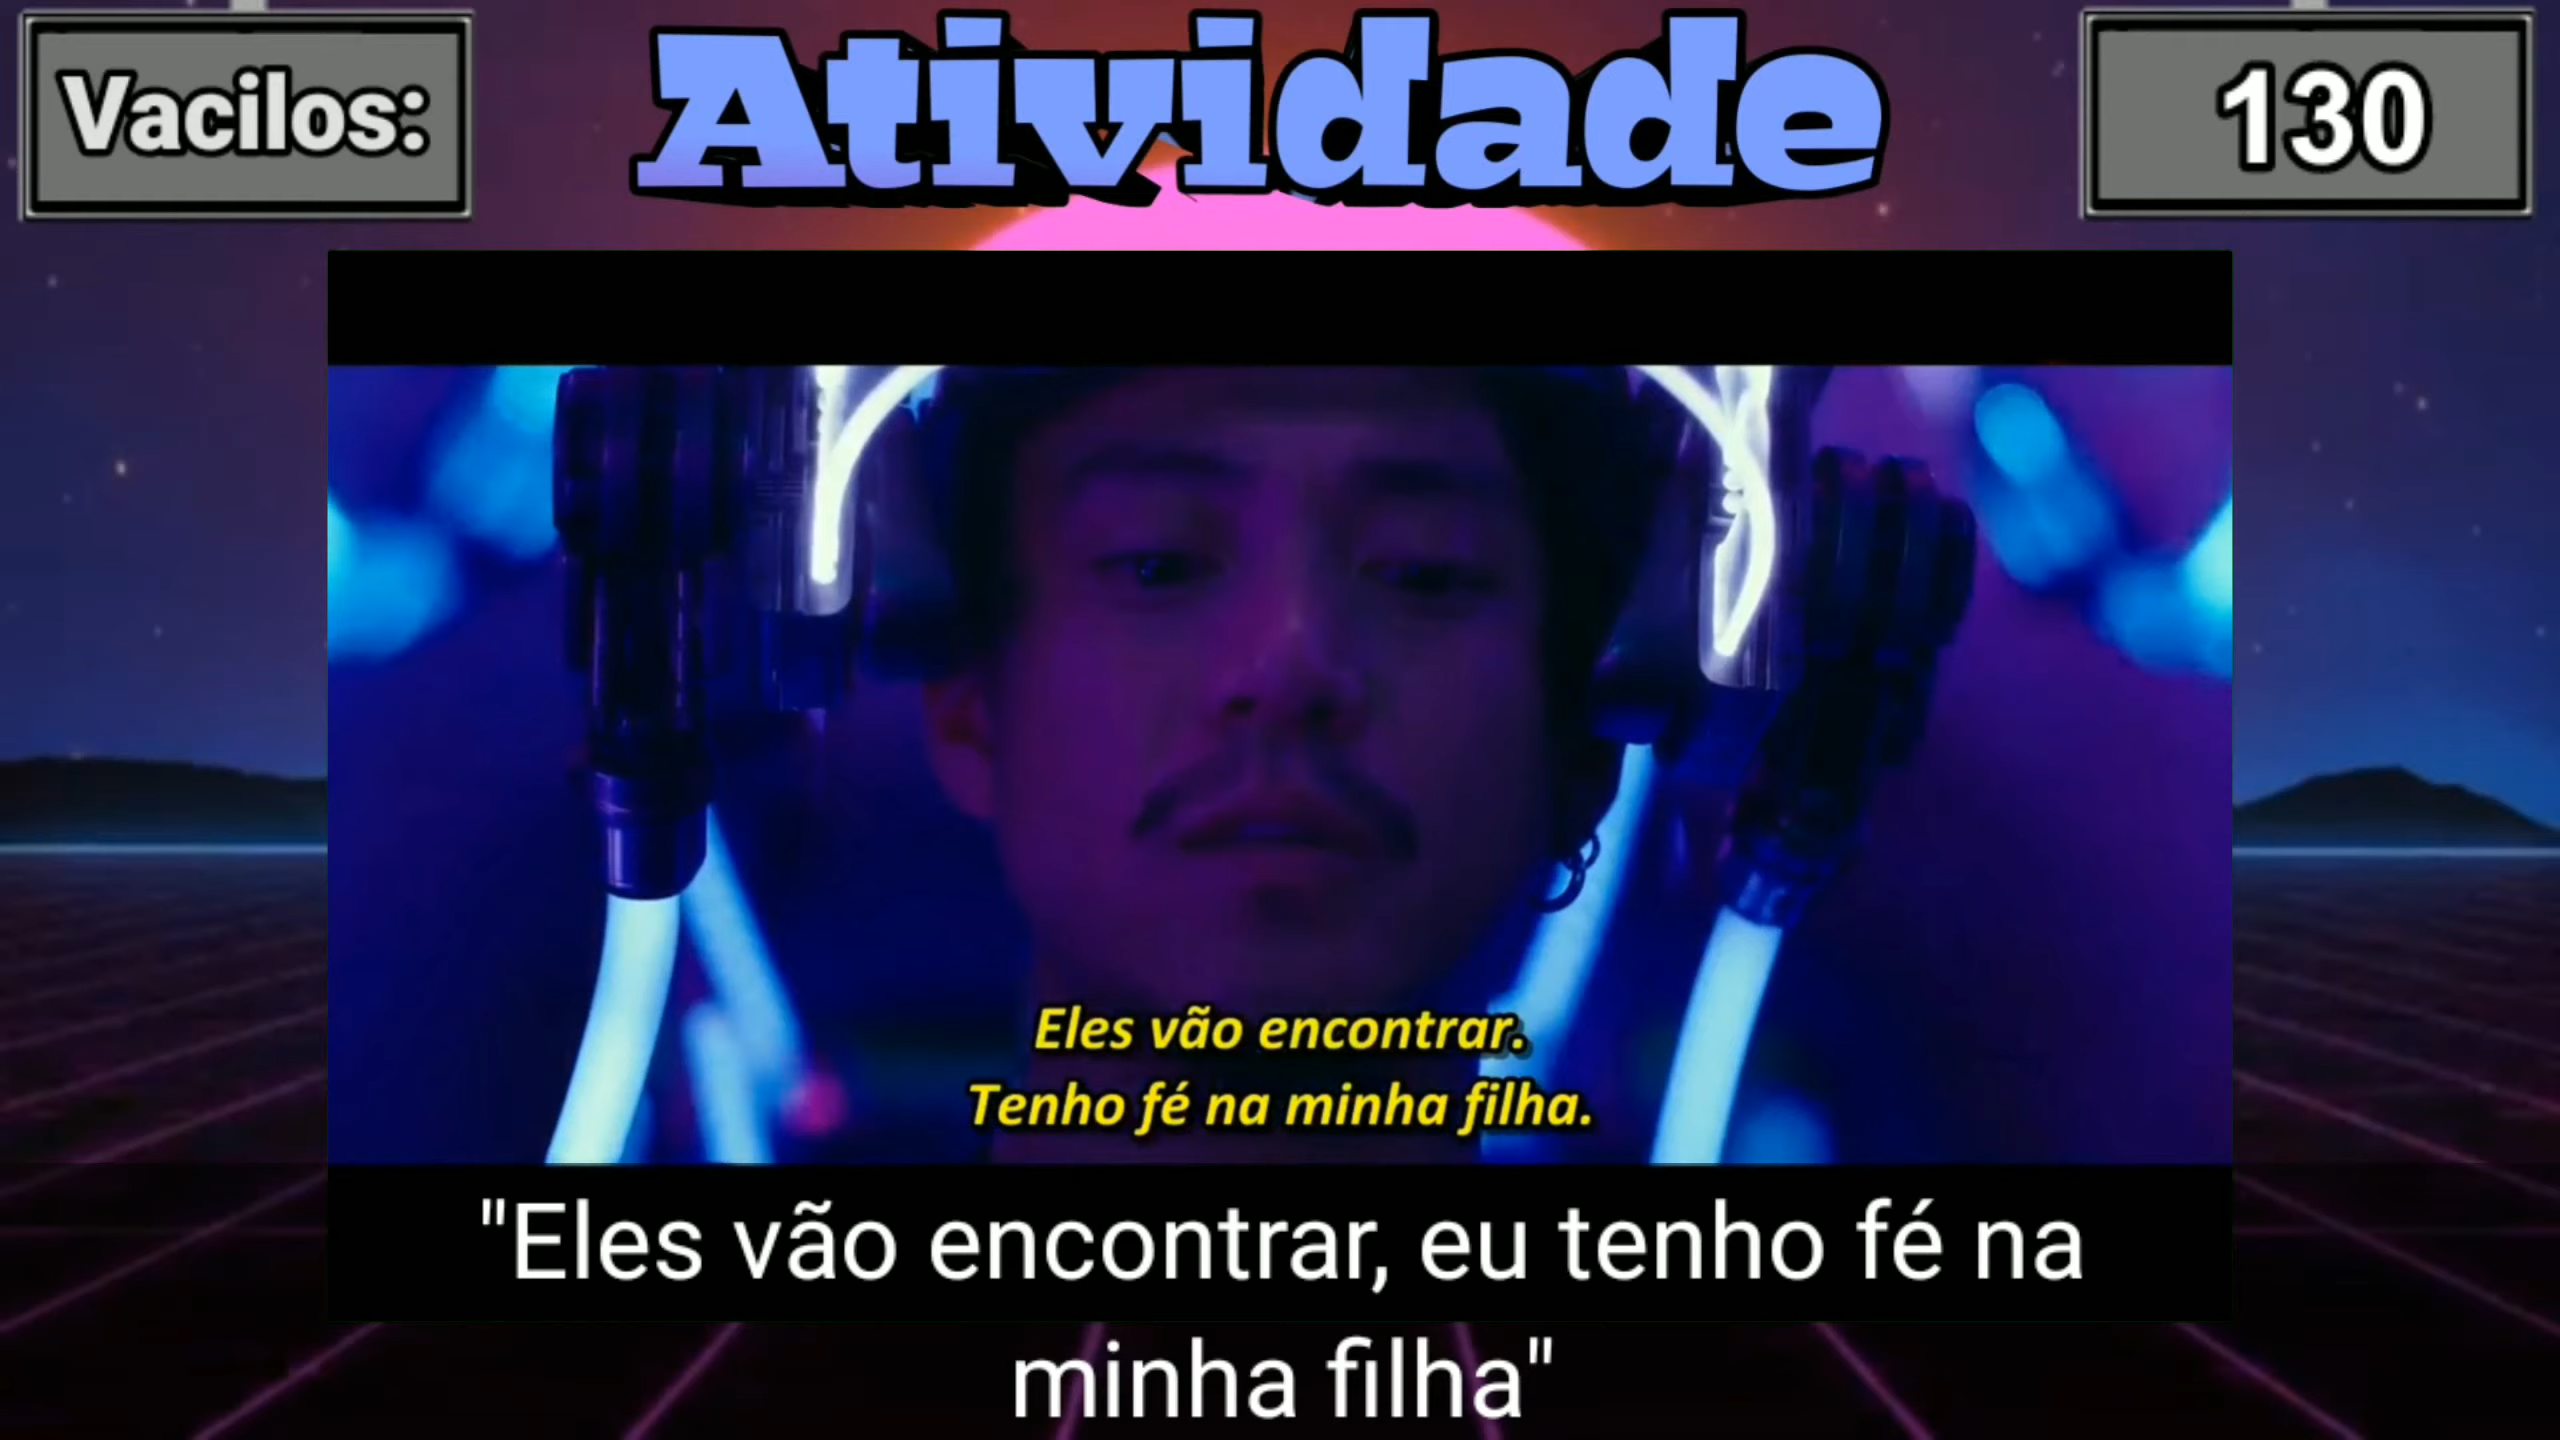 Vacilos:
Atividade
130
Eles vão encontrar.
Tenho fé na minha filha.
"Eles vão encontrar, eu tenho fé na
minha filha"